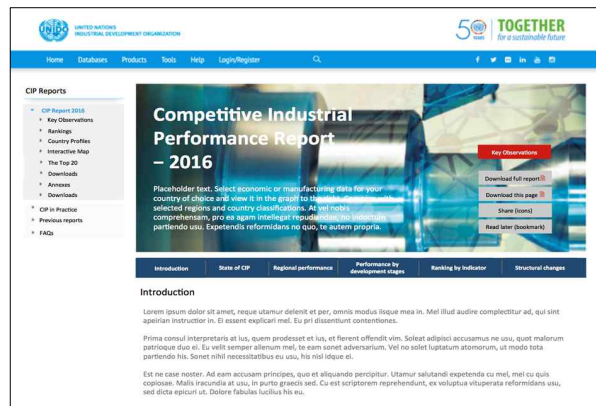 UNITED NATIONS
INDUSTRIAL DEVELOPMENT ORGANIZATION
50 YEARS
TOGETHER
for a sustainable future
Home Databases Products Tools Help Login/Register
CIP Reports
CIP Report 2016
Key Observations
Rankings
Country Profiles
Interactive Map
The Top 20
Downloads
Annexes
Downloads
CIP in Practice
Previous reports
FAQs
Competitive Industrial
Performance Report
– 2016
Placeholder text. Select economic or manufacturing data for your
country of choice and view it in the graph to the right. Compare with
selected regions and country classifications. At vel nobis
comprehensam, pro ea agam intellegat repudiandae, no indoctum
partiendo usu. Expetendis reformidans no quo, te autem propria.
Key Observations
Download full report
Download this page
Share (icons)
Read later (bookmark)
Introduction State of CIP Regional performance Performance by development stages Ranking by indicator Structural changes
Introduction
Lorem ipsum dolor sit amet, reque utamur delenit et per, omnis modus iisque mea in. Mel illud audire complectitur ad, qui sint
apeirian instructior in. Ei essent explicari mel. Eu pri dissentiunt contentiones.
Prima consul interpretaris at ius, quem prodesset et ius, et fierent offendit vim. Soleat adipisci accusamus ne usu, quot malorum
patrioque duo ei. Eu velit semper alienum mel, te eam sonet adversarium. Vel no solet luptatum atomorum, ut modo tota
partiendo his. Sonet nihil necessitatibus eu usu, his nisl idque ei.
Est ne case noster. Ad eam accusam principes, quo et aliquando percipitur. Utamur salutandi expetenda cu mel, mel cu quis
copiosae. Malis iracundia at usu, in purto graecis sed. Cu est scriptorem reprehendunt, ex voluptua vituperata reformidans usu,
sed dicta epicuri ut. Dolore fabulas lucilius his eu.